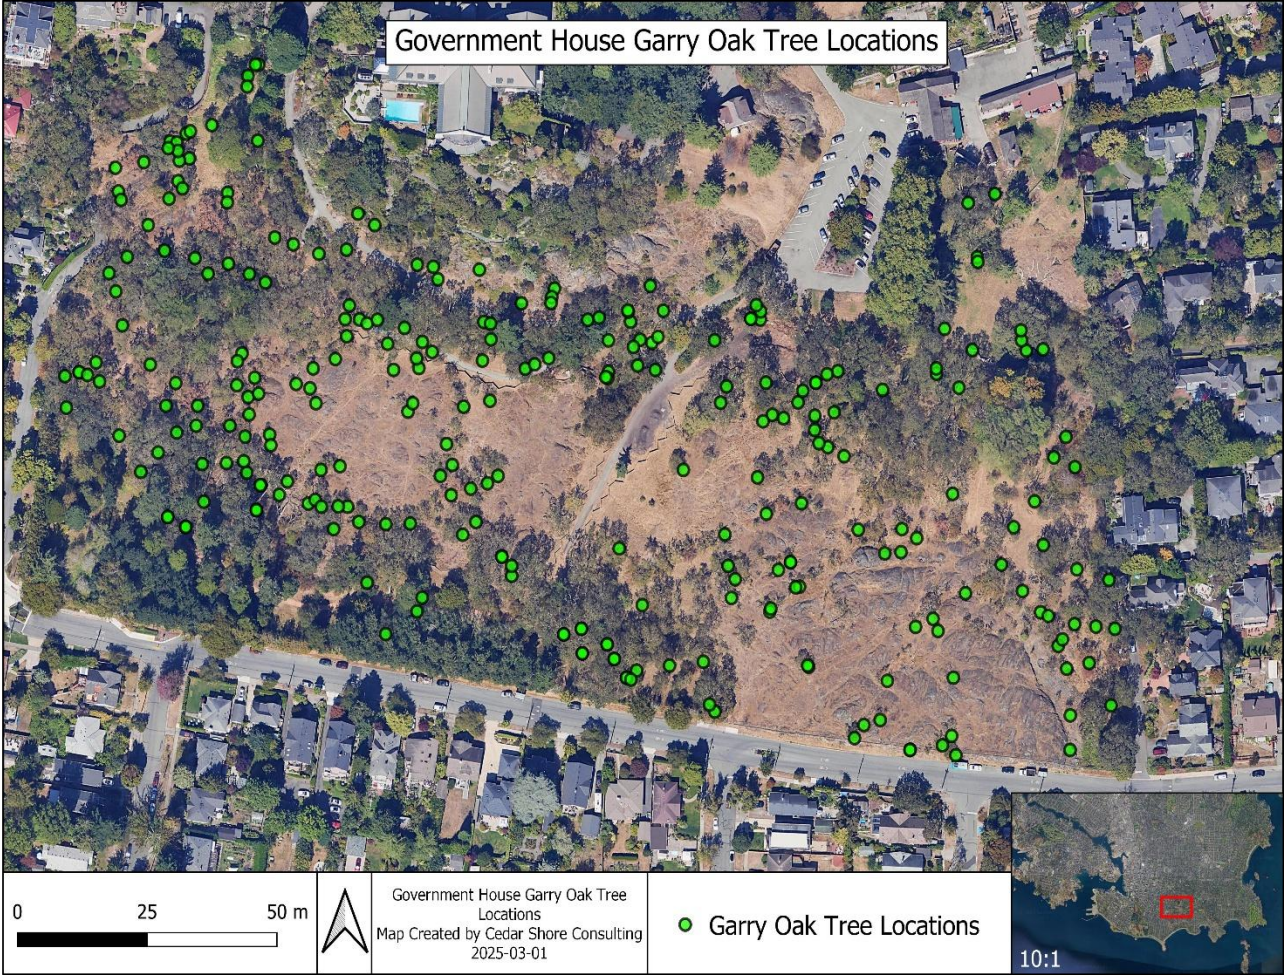 Government House Garry Oak Tree Locations
0 25 50 m
Government House Garry Oak Tree
Locations
Map Created by Cedar Shore Consulting
2025-03-01
Garry Oak Tree Locations
10:1